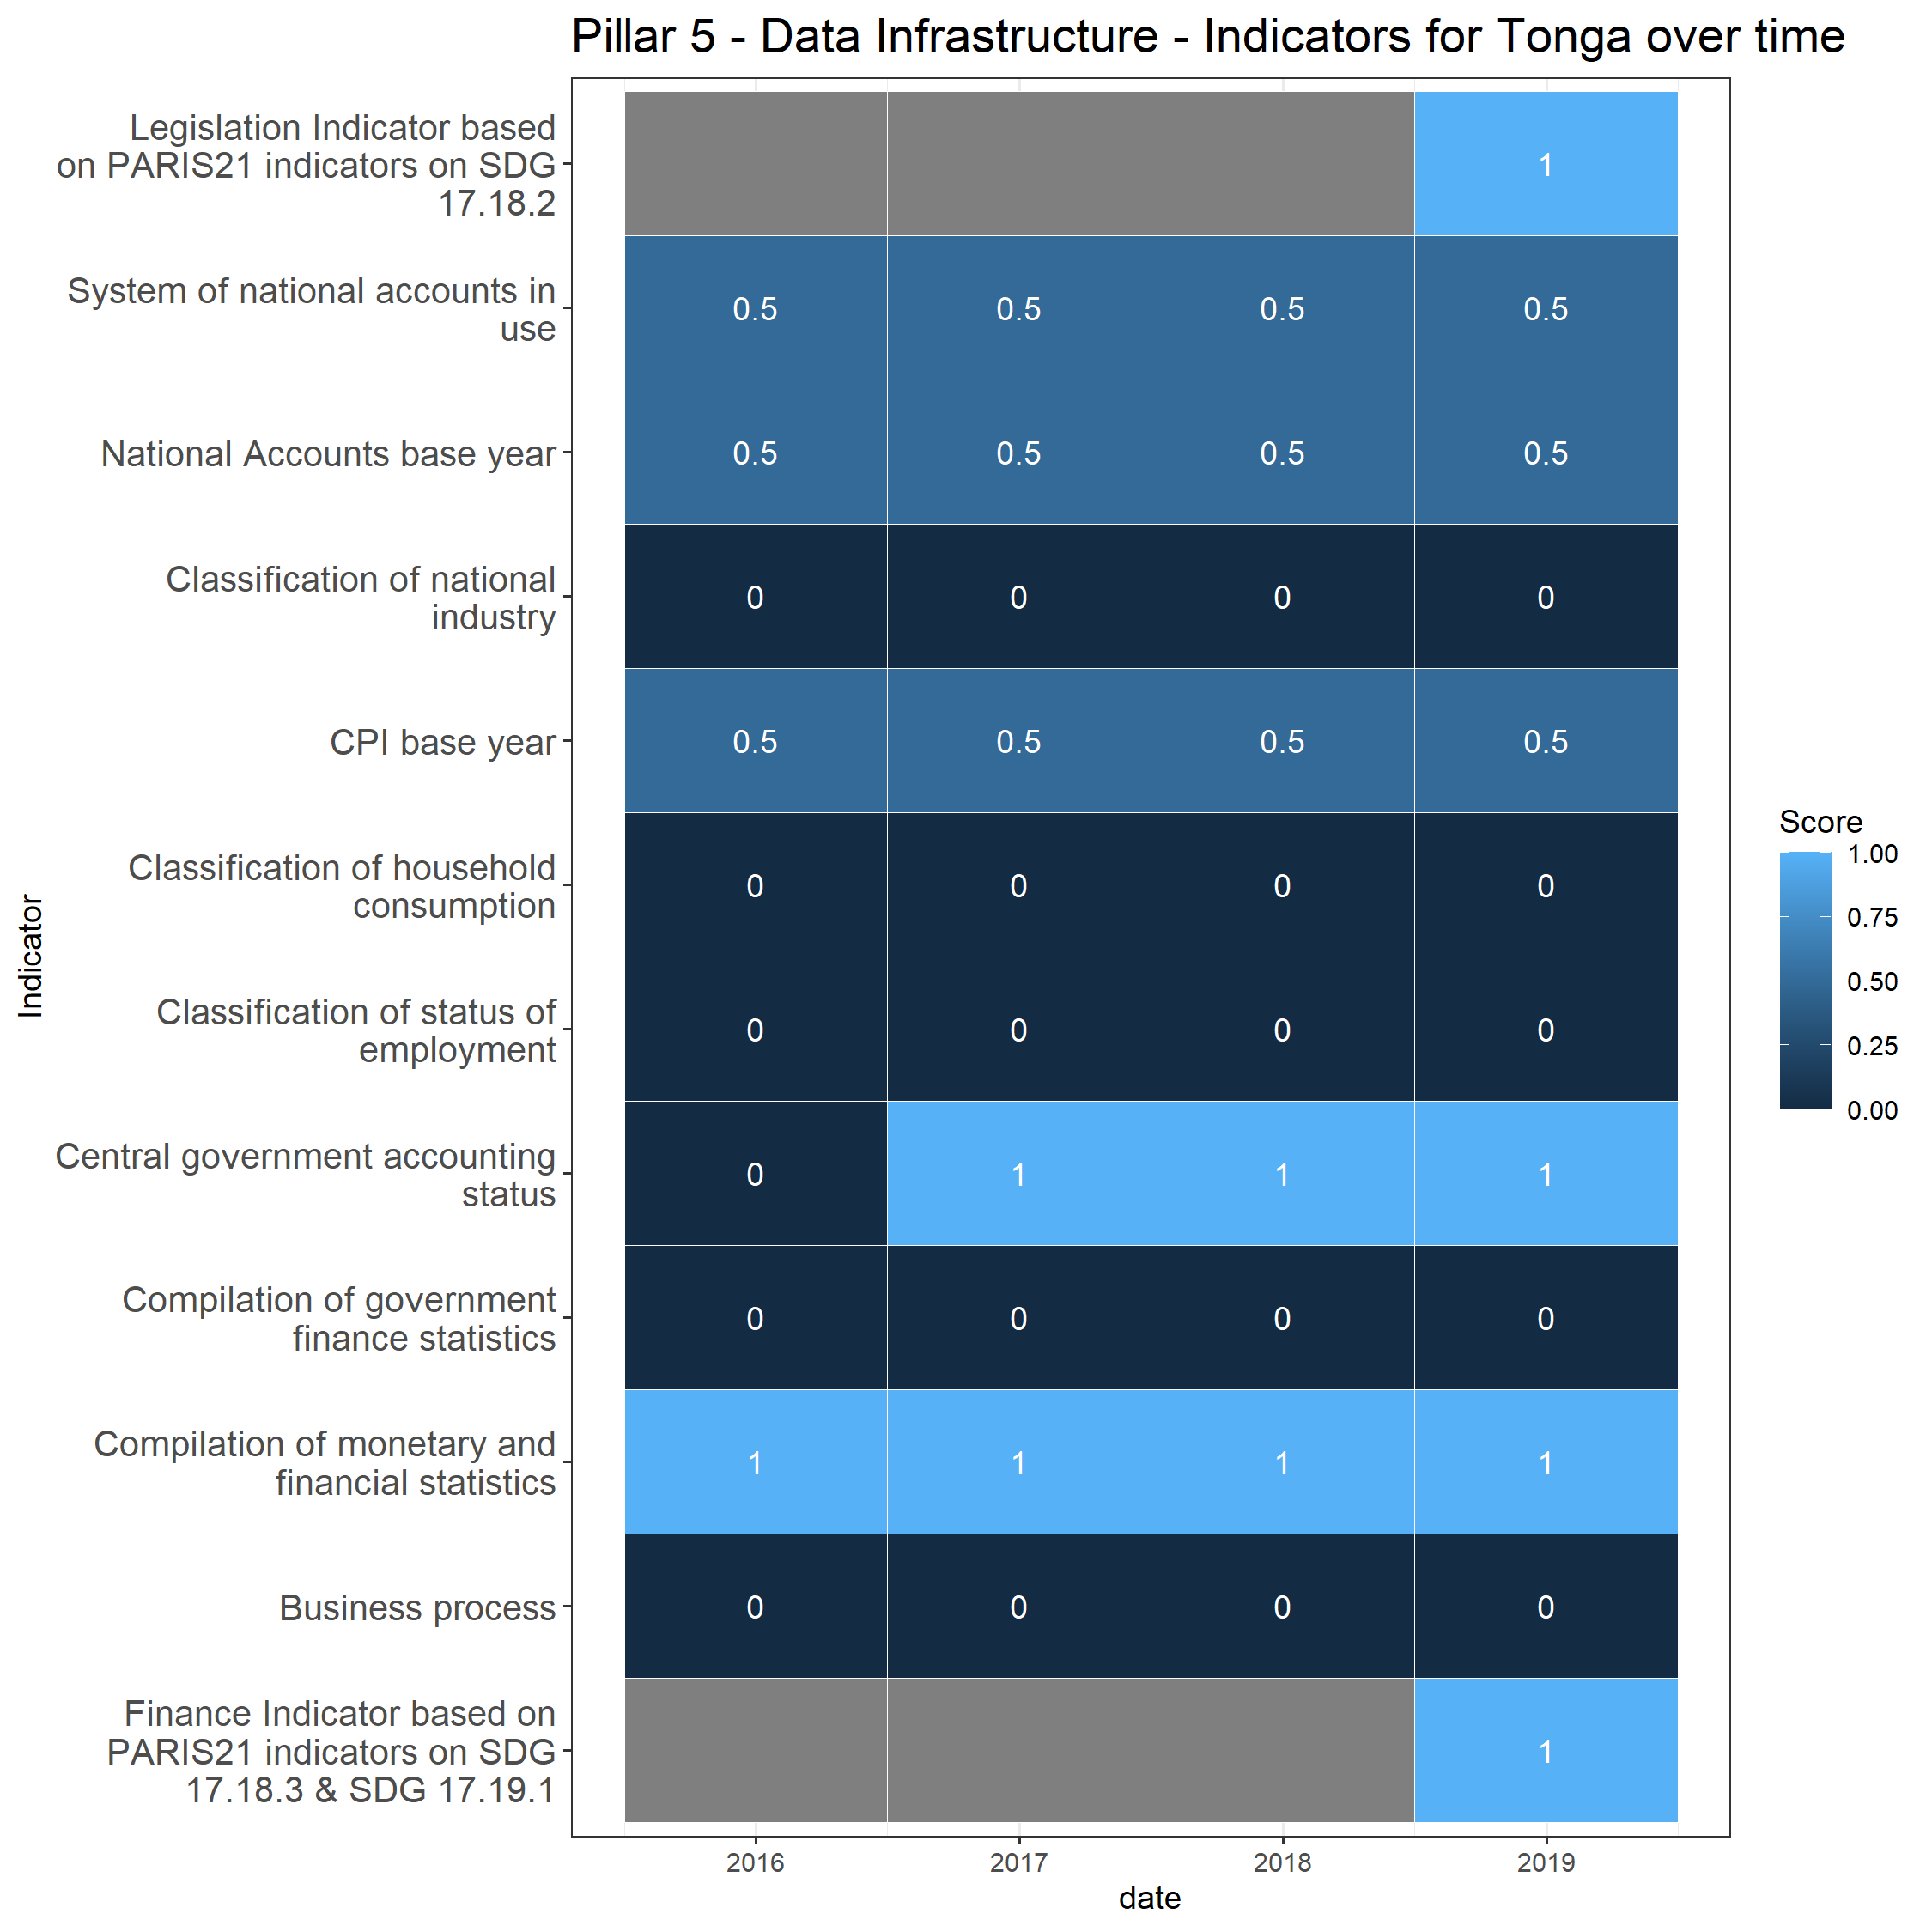 Pillar 5 - Data Infrastructure - Indicators for Tonga over time
Indicator
Legislation Indicator based
on PARIS21 indicators on SDG
17.18.2
1
System of national accounts in
use
0.5 0.5 0.5 0.5
National Accounts base year
0.5 0.5 0.5 0.5
Classification of national
industry
0 0 0 0
CPI base year
0.5 0.5 0.5 0.5
Classification of household
consumption
0 0 0 0
Classification of status of
employment
0 0 0 0
Central government accounting
status
0 1 1 1
Compilation of government
finance statistics
0 0 0 0
Compilation of monetary and
financial statistics
1 1 1 1
Business process
0 0 0 0
Finance Indicator based on
PARIS21 indicators on SDG
17.18.3 & SDG 17.19.1
1
2016 2017 2018 2019
date
Score
1.00
0.75
0.50
0.25
0.00